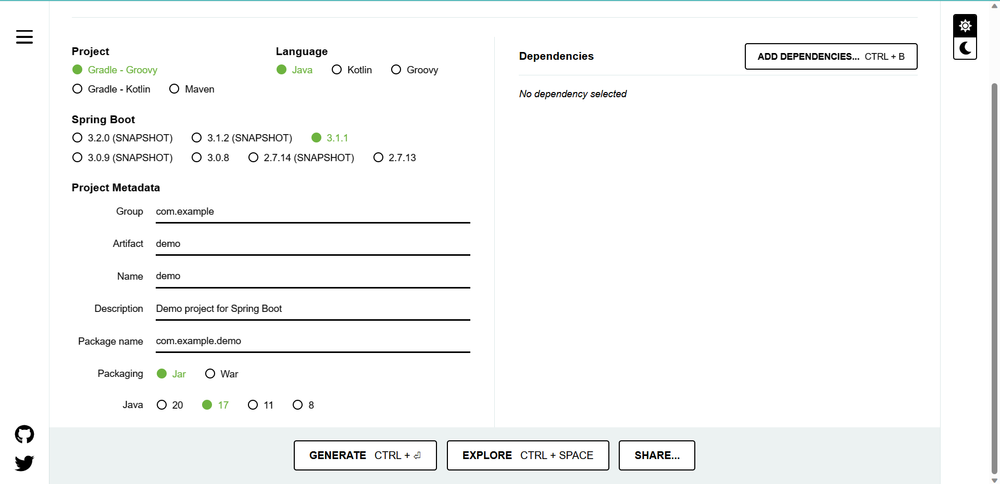 Project
Gradle - Groovy
Gradle - Kotlin Maven
Language
Java Kotlin Groovy
Spring Boot
3.2.0 (SNAPSHOT) 3.1.2 (SNAPSHOT) 3.1.1
3.0.9 (SNAPSHOT) 3.0.8 2.7.14 (SNAPSHOT) 2.7.13
Project Metadata
Group com.example
Artifact demo
Name demo
Description Demo project for Spring Boot
Package name com.example.demo
Packaging Jar War
Java 20 17 11 8
Dependencies ADD DEPENDENCIES... CTRL + B
No dependency selected
GENERATE CTRL + ⏎ EXPLORE CTRL + SPACE SHARE...